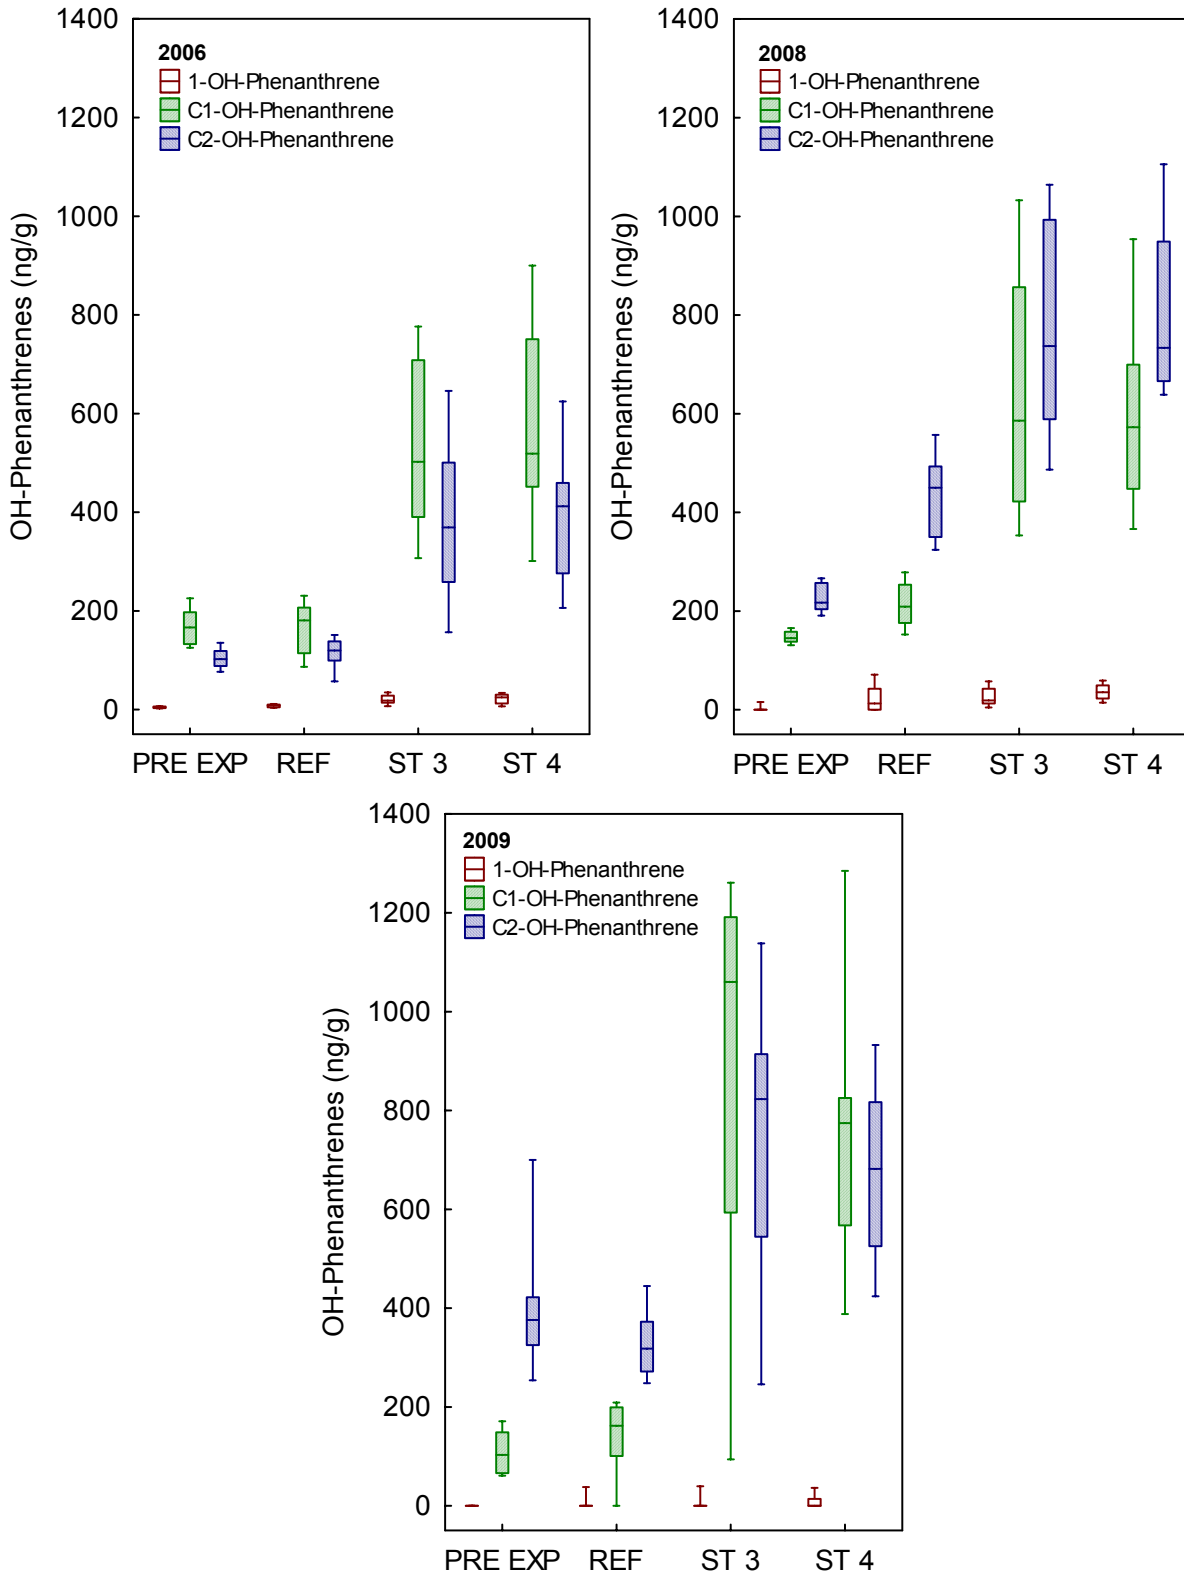 2006
1-OH-Phenanthrene
C1-OH-Phenanthrene
C2-OH-Phenanthrene
OH-Phenanthrenes (ng/g)
1400
1200
1000
800
600
400
200
0
PRE EXP REF ST 3 ST 4
2008
1-OH-Phenanthrene
C1-OH-Phenanthrene
C2-OH-Phenanthrene
OH-Phenanthrenes (ng/g)
1400
1200
1000
800
600
400
200
0
PRE EXP REF ST 3 ST 4
2009
1-OH-Phenanthrene
C1-OH-Phenanthrene
C2-OH-Phenanthrene
OH-Phenanthrenes (ng/g)
1400
1200
1000
800
600
400
200
0
PRE EXP REF ST 3 ST 4